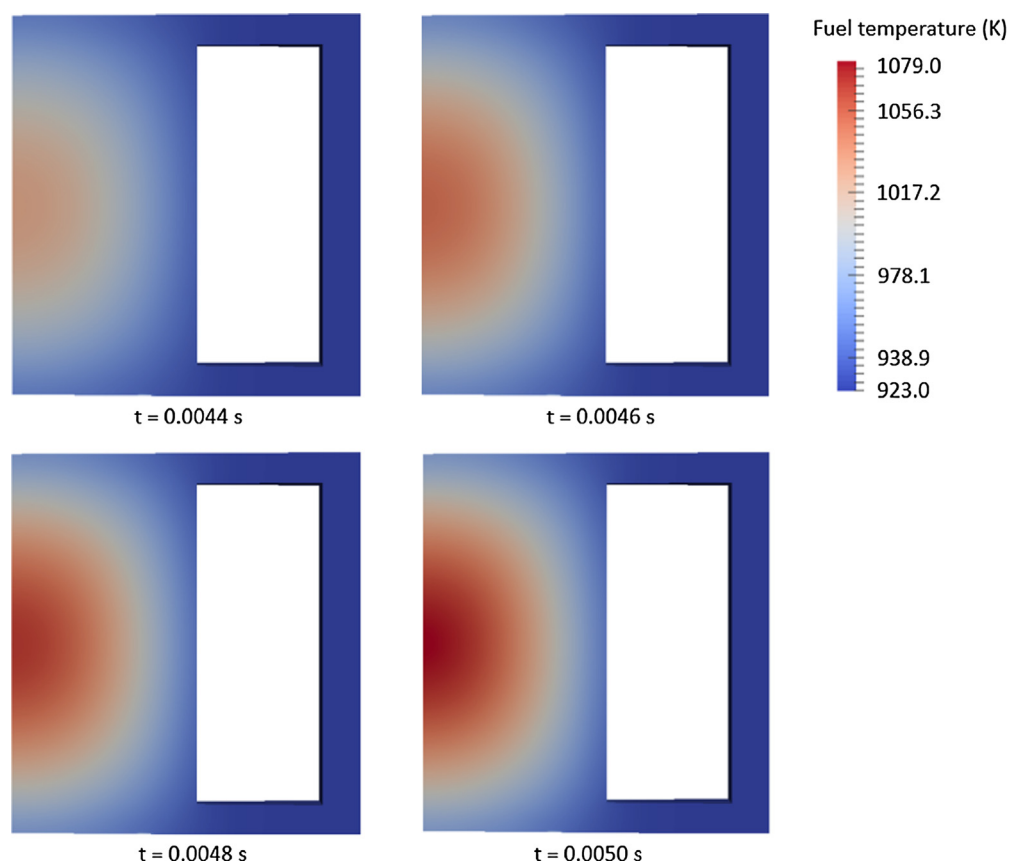 Fuel temperature (K)
1079.0
1056.3
1017.2
978.1
938.9
923.0
t = 0.0044 s
t = 0.0046 s
t = 0.0048 s
t = 0.0050 s